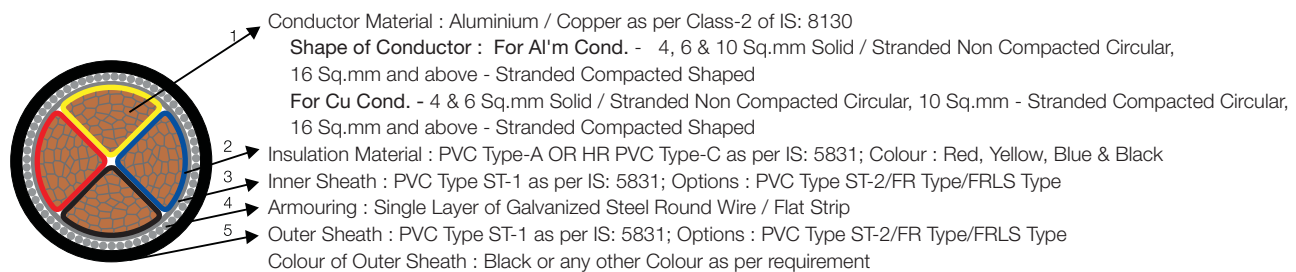 1 Conductor Material : Aluminium / Copper as per Class-2 of IS: 8130
Shape of Conductor : For Al'm Cond. - 4, 6 & 10 Sq.mm Solid / Stranded Non Compacted Circular,
16 Sq.mm and above - Stranded Compacted Shaped
For Cu Cond. - 4 & 6 Sq.mm Solid / Stranded Non Compacted Circular, 10 Sq.mm - Stranded Compacted Circular,
16 Sq.mm and above - Stranded Compacted Shaped
2 Insulation Material : PVC Type-A OR HR PVC Type-C as per IS: 5831; Colour : Red, Yellow, Blue & Black
3 Inner Sheath : PVC Type ST-1 as per IS: 5831; Options : PVC Type ST-2/FR Type/FRLS Type
4 Armouring : Single Layer of Galvanized Steel Round Wire / Flat Strip
5 Outer Sheath : PVC Type ST-1 as per IS: 5831; Options : PVC Type ST-2/FR Type/FRLS Type
Colour of Outer Sheath : Black or any other Colour as per requirement